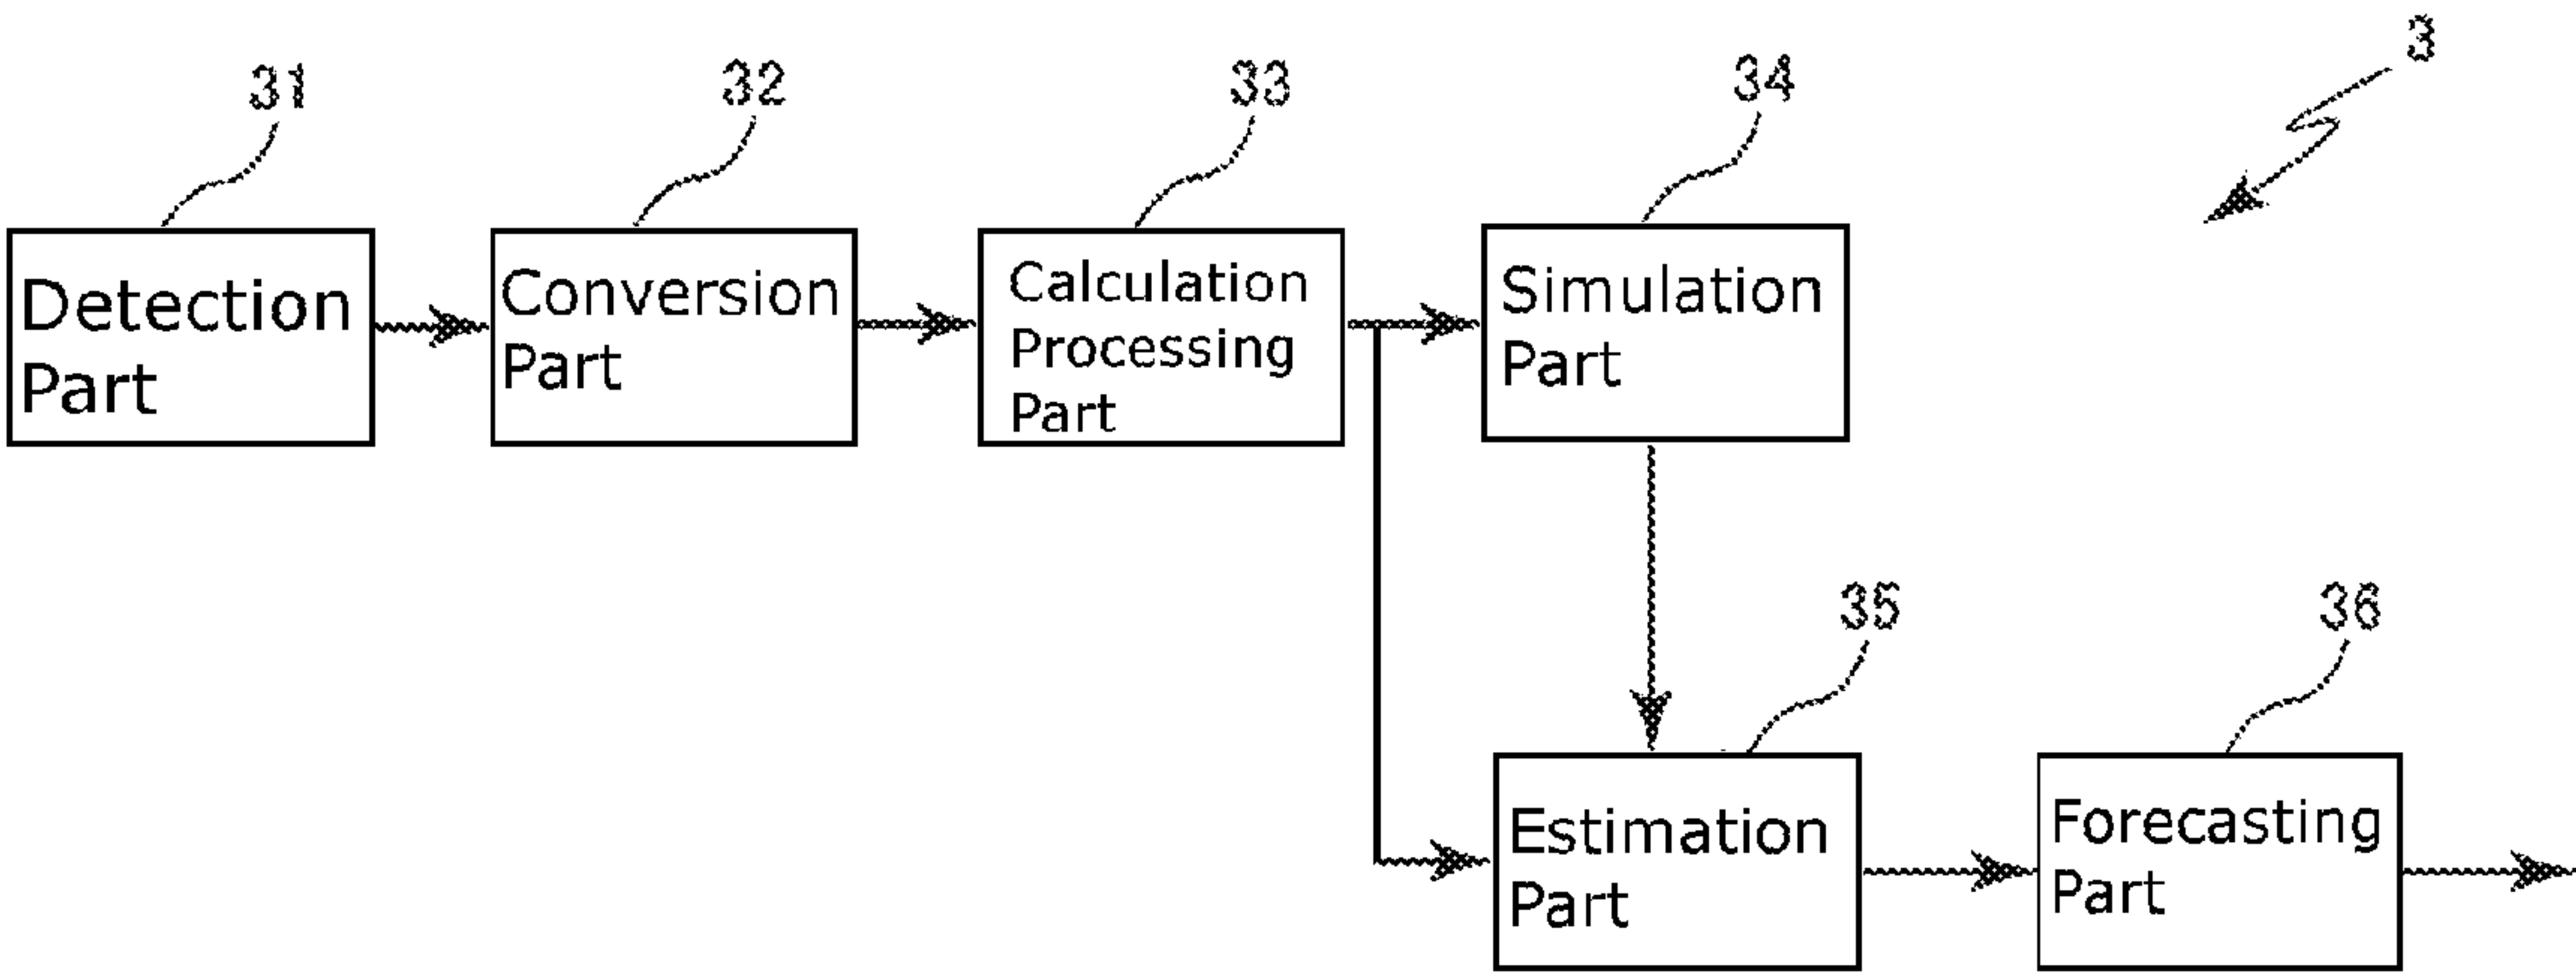 3
31
32
33
34
Detection
Part
Conversion
Part
Calculation
Processing
Part
Simulation
Part
35
36
Estimation
Part
Forecasting
Part